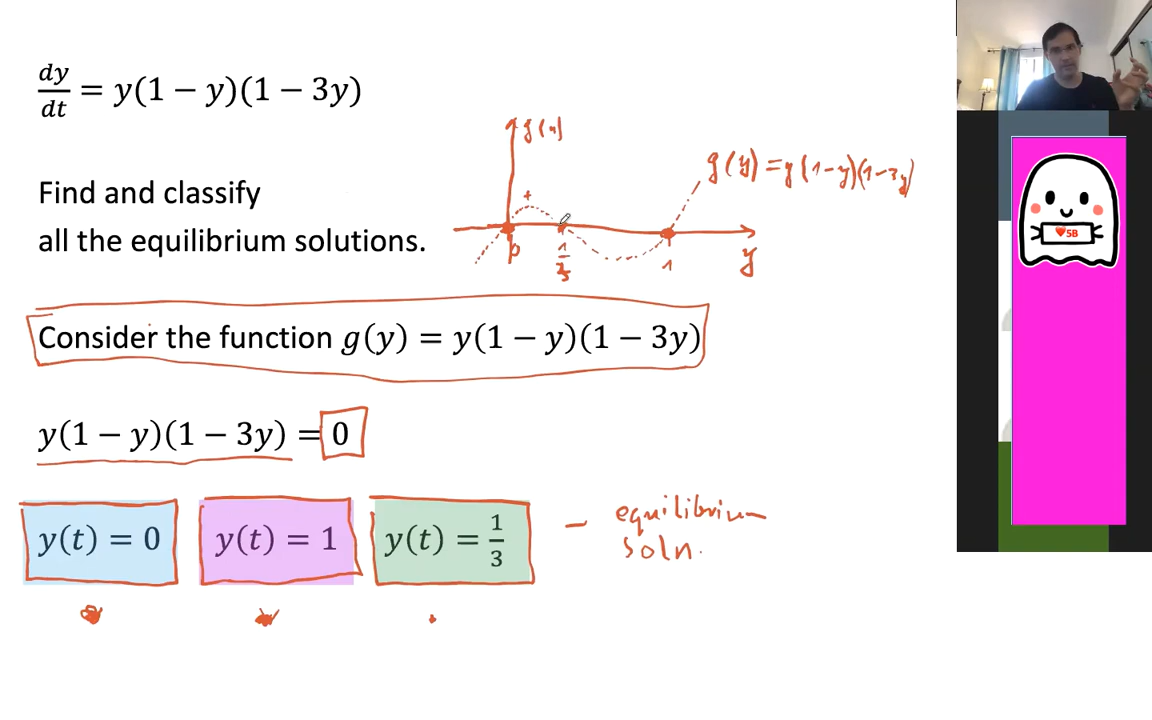 dy/dt = y(1 − y)(1 − 3y)
g(y)
g(y) = y(1−y)(1−3y)
Find and classify
+
all the equilibrium solutions.
0
1/3
1
y
Consider the function g(y) = y(1 − y)(1 − 3y)
y(1 − y)(1 − 3y) = 0
y(t) = 0
y(t) = 1
y(t) = 1/3
– equilibrium
soln.
♥5B